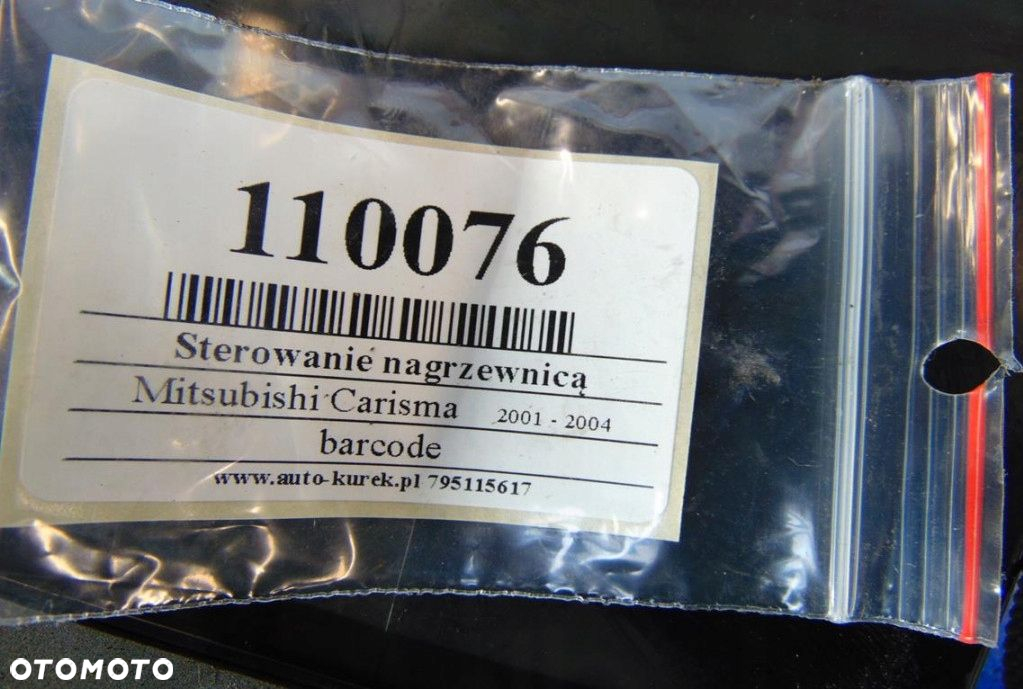 110076
Sterowanie nagrzewnicą
Mitsubishi Carisma 2001 - 2004
barcode
www.auto-kurek.pl 795115617
OTOMOTO